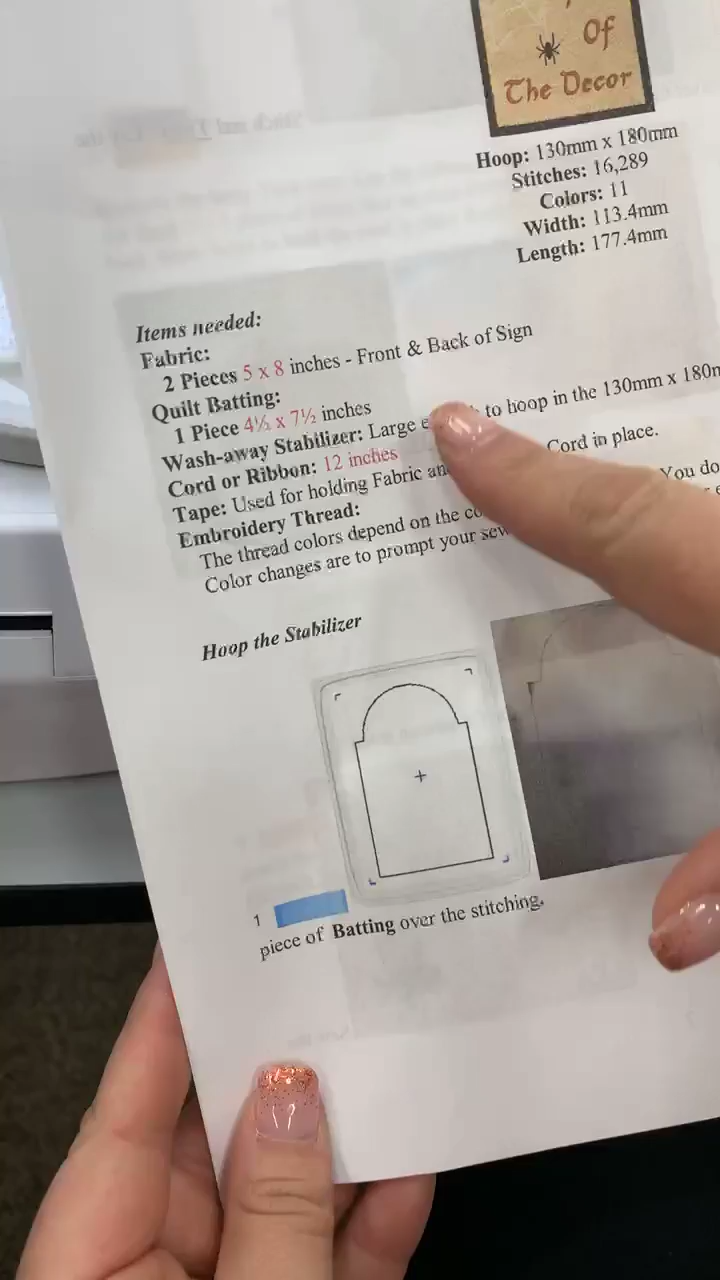 Of
The Decor
Hoop: 130mm x 180mm
Stitches: 16,289
Colors: 11
Width: 113.4mm
Length: 177.4mm
Items needed:
Fabric:
2 Pieces 5 x 8 inches - Front & Back of Sign
Quilt Batting:
1 Piece 4½ x 7½ inches
Wash-away Stabilizer: Large to hoop in the 130mm x
Cord or Ribbon: 12 inches
Tape: Used for holding Fabric Cord in place.
Embroidery Thread: You
The thread colors depend on the
Color changes are to prompt your
Hoop the Stabilizer
1
piece of Batting over the stitching.